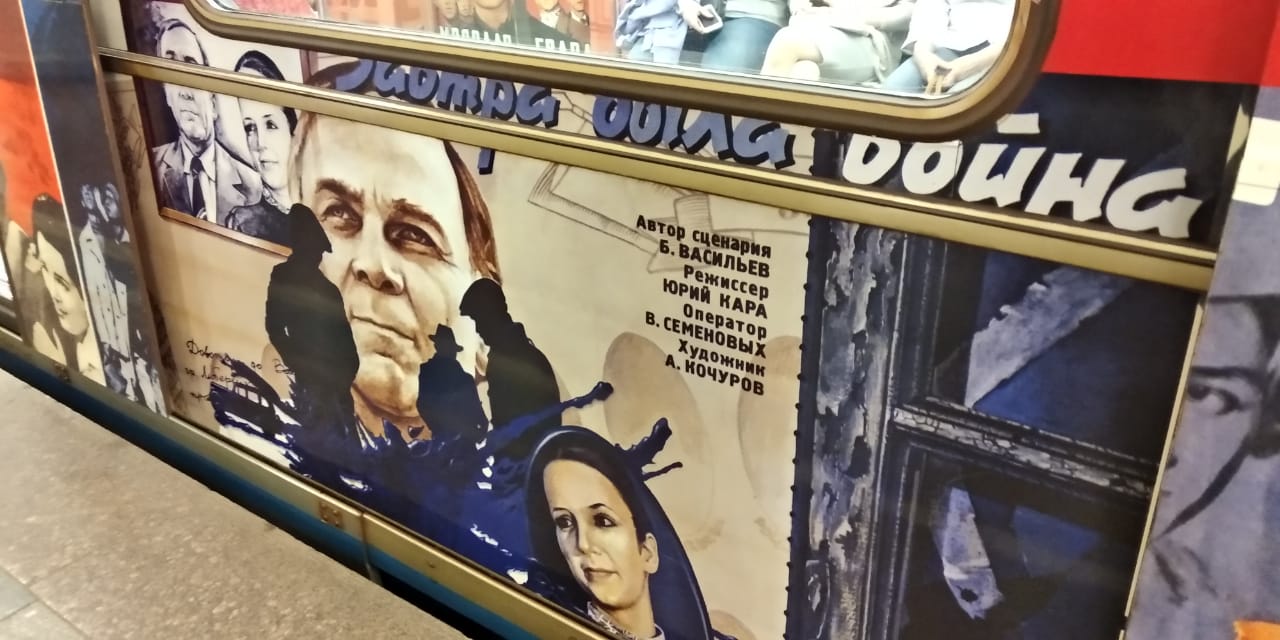 Завтра была война
Автор сценария
Б. ВАСИЛЬЕВ
Режиссер
ЮРИЙ КАРА
Оператор
В. СЕМЕНОВЫХ
Художник
А. КОЧУРОВ